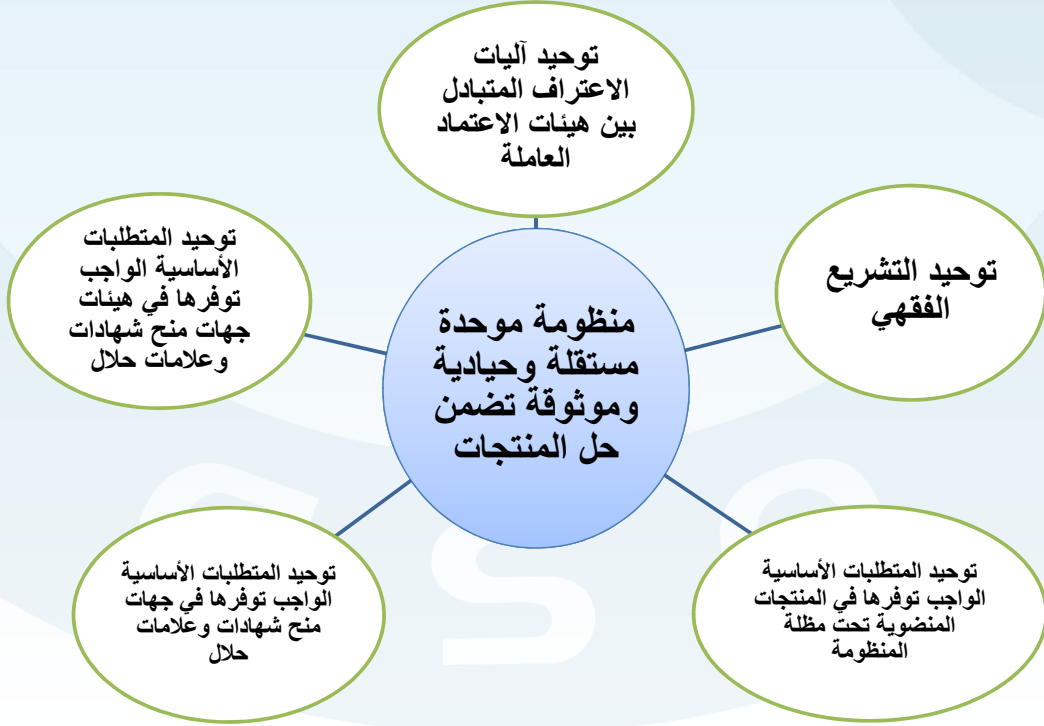 توحيد آليات
الاعتراف المتبادل
بين هيئات الاعتماد
العاملة
توحيد التشريع
الفقهي
توحيد المتطلبات
الأساسية الواجب
توفرها في هيئات
جهات منح شهادات
وعلامات حلال
منظومة موحدة
مستقلة وحيادية
وموثوقة تضمن
حل المنتجات
توحيد المتطلبات الأساسية
الواجب توفرها في المنتجات
المنضوية تحت مظلة
المنظومة
توحيد المتطلبات الأساسية
الواجب توفرها في جهات
منح شهادات وعلامات
حلال